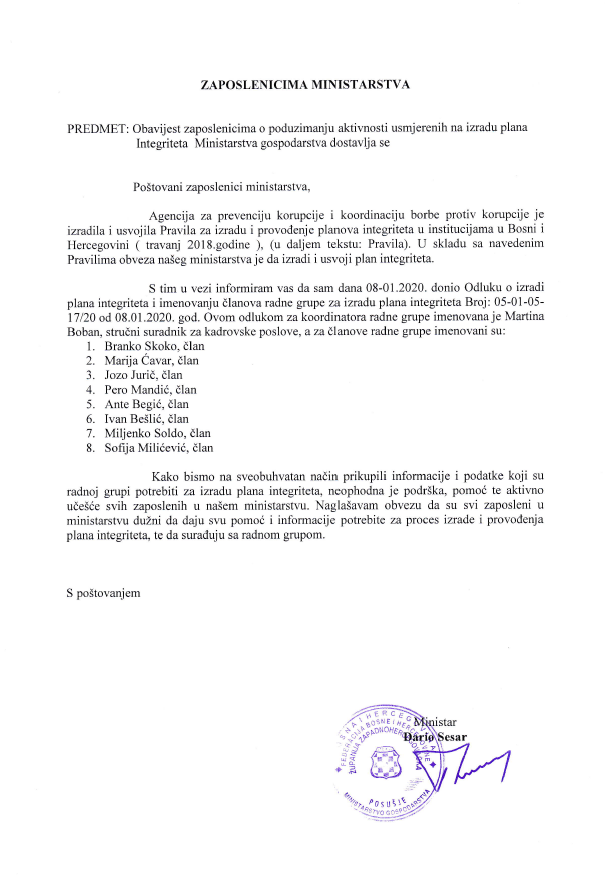 ZAPOSLENICIMA MINISTARSTVA
PREDMET: Obavijest zaposlenicima o poduzimanju aktivnosti usmjerenih na izradu plana
Integriteta Ministarstva gospodarstva dostavlja se
Poštovani zaposlenici ministarstva,
Agencija za prevenciju korupcije i koordinaciju borbe protiv korupcije je
izradila i usvojila Pravila za izradu i provođenje planova integriteta u institucijama u Bosni i
Hercegovini ( travanj 2018.godine ), (u daljem tekstu: Pravila). U skladu sa navedenim
Pravilima obveza našeg ministarstva je da izradi i usvoji plan integriteta.
S tim u vezi informiram vas da sam dana 08-01.2020. donio Odluku o izradi
plana integriteta i imenovanju članova radne grupe za izradu plana integriteta Broj: 05-01-05-
17/20 od 08.01.2020. god. Ovom odlukom za koordinatora radne grupe imenovana je Martina
Boban, stručni suradnik za kadrovske poslove, a za članove radne grupe imenovani su:
1. Branko Skoko, član
2. Marija Ćavar, član
3. Jozo Jurič, član
4. Pero Mandić, član
5. Ante Begić, član
6. Ivan Bešlić, član
7. Miljenko Soldo, član
8. Sofija Milićević, član
Kako bismo na sveobuhvatan način prikupili informacije i podatke koji su
radnoj grupi potrebiti za izradu plana integriteta, neophodna je podrška, pomoć te aktivno
učešće svih zaposlenih u našem ministarstvu. Naglašavam obvezu da su svi zaposleni u
ministarstvu dužni da daju svu pomoć i informacije potrebite za proces izrade i provođenja
plana integriteta, te da surađuju sa radnom grupom.
S poštovanjem
Ministar
Dario Sesar
FEDERACIJA BOSNE I HERCEGOVINE
ŽUPANIJA ZAPADNOHERCEGOVAČKA
POSUŠJE
MINISTARSTVO GOSPODARSTVA